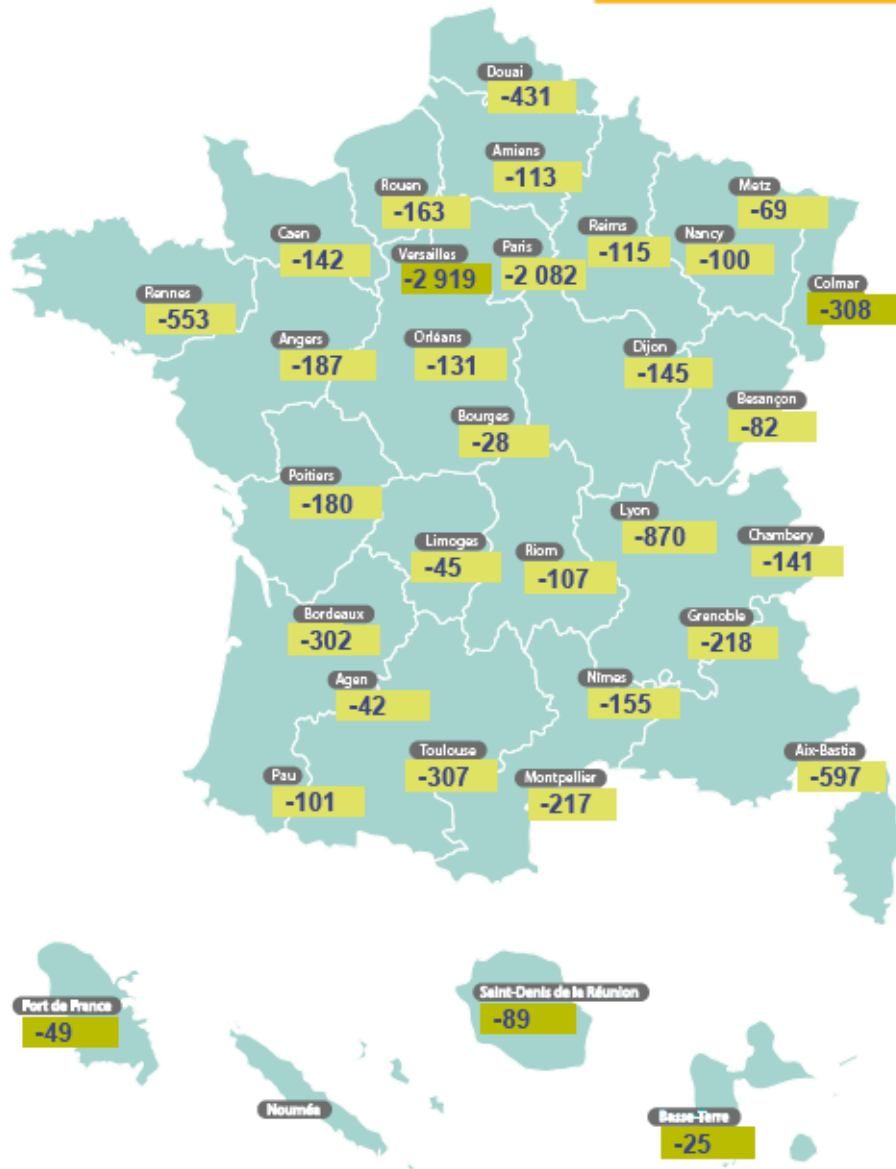 Douai
-431
Amiens
-113
Rouen
-163
Metz
-69
Caen
-142
Versailles
-2 919
Paris
-2 082
Reims
-115
Nancy
-100
Colmar
-308
Rennes
-553
Angers
-187
Orléans
-131
Dijon
-145
Besançon
-82
Bourges
-28
Poitiers
-180
Limoges
-45
Riom
-107
Lyon
-870
Chambery
-141
Bordeaux
-302
Grenoble
-218
Agen
-42
Nîmes
-155
Pau
-101
Toulouse
-307
Montpellier
-217
Aix-Bastia
-597
Fort de France
-49
Saint-Denis de la Réunion
-89
Nouméa
Basse-Terre
-25